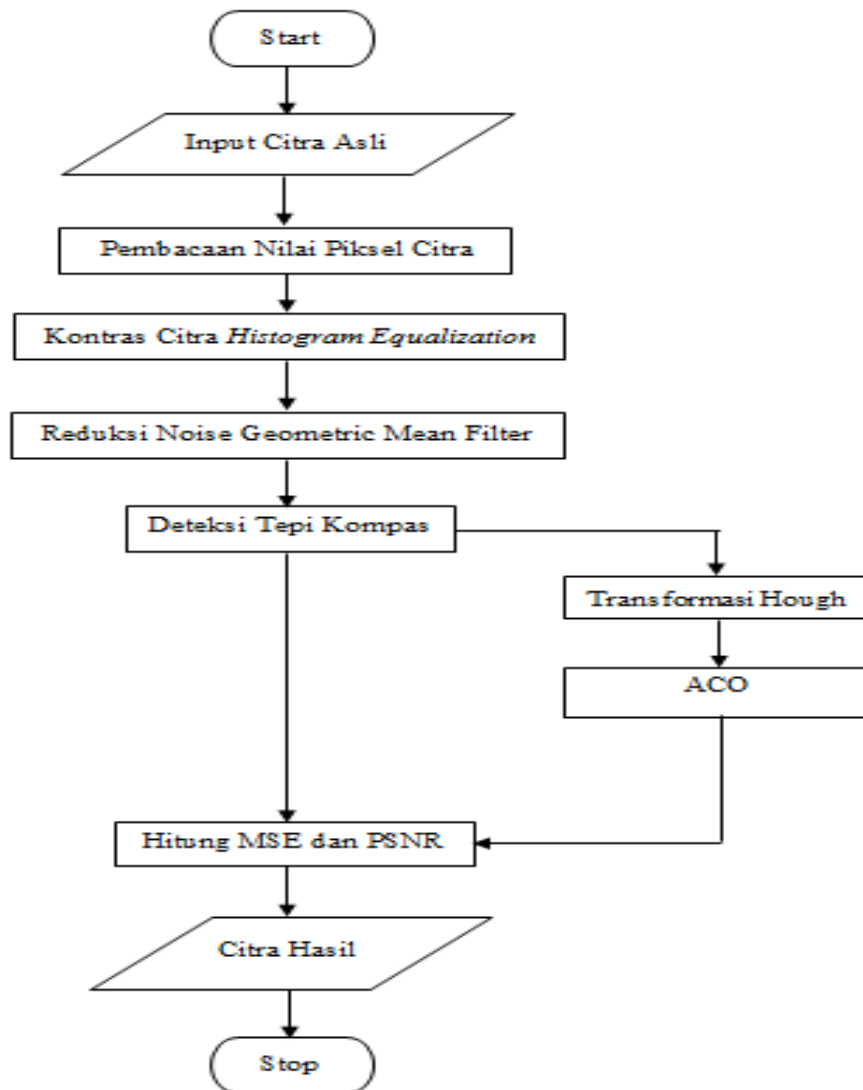 Start
Input Citra Asli
Pembacaan Nilai Piksel Citra
Kontras Citra Histogram Equalization
Reduksi Noise Geometric Mean Filter
Deteksi Tepi Kompas
Transformasi Hough
ACO
Hitung MSE dan PSNR
Citra Hasil
Stop